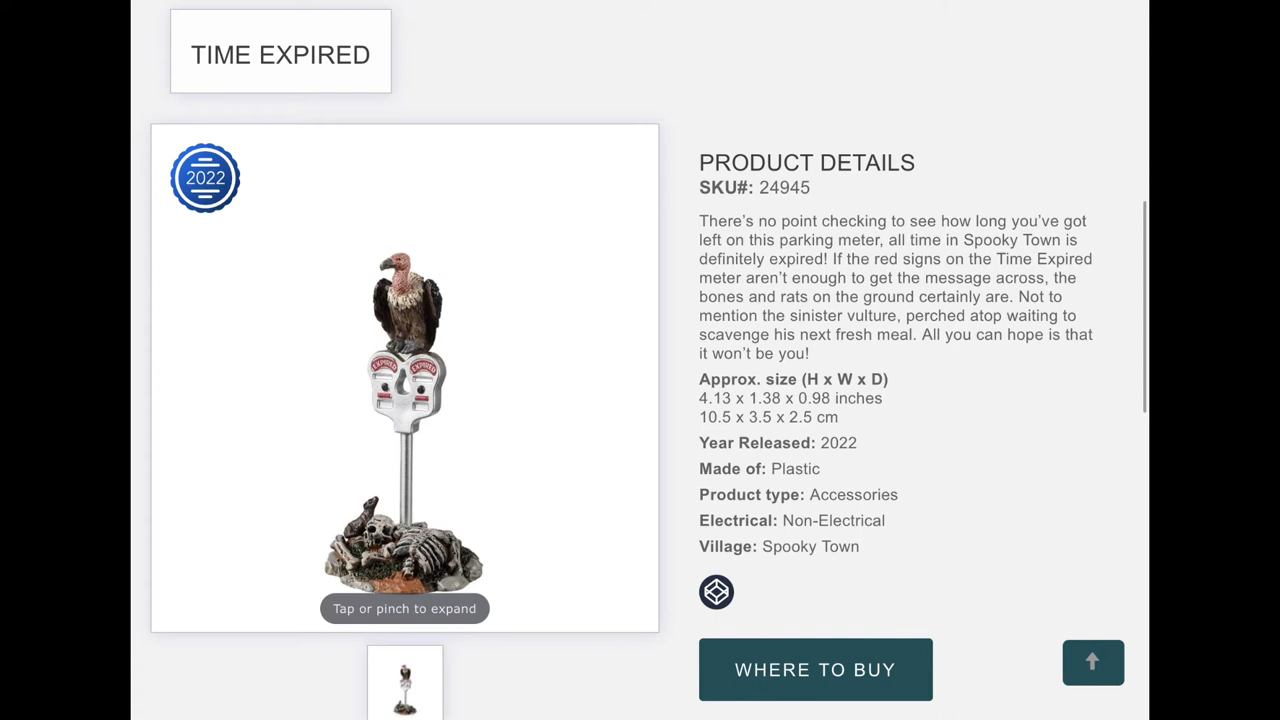 TIME EXPIRED
2022
EXPIRED EXPIRED
Tap or pinch to expand
PRODUCT DETAILS
SKU#: 24945
There’s no point checking to see how long you’ve got
left on this parking meter, all time in Spooky Town is
definitely expired! If the red signs on the Time Expired
meter aren’t enough to get the message across, the
bones and rats on the ground certainly are. Not to
mention the sinister vulture, perched atop waiting to
scavenge his next fresh meal. All you can hope is that
it won’t be you!
Approx. size (H x W x D)
4.13 x 1.38 x 0.98 inches
10.5 x 3.5 x 2.5 cm
Year Released: 2022
Made of: Plastic
Product type: Accessories
Electrical: Non-Electrical
Village: Spooky Town
WHERE TO BUY